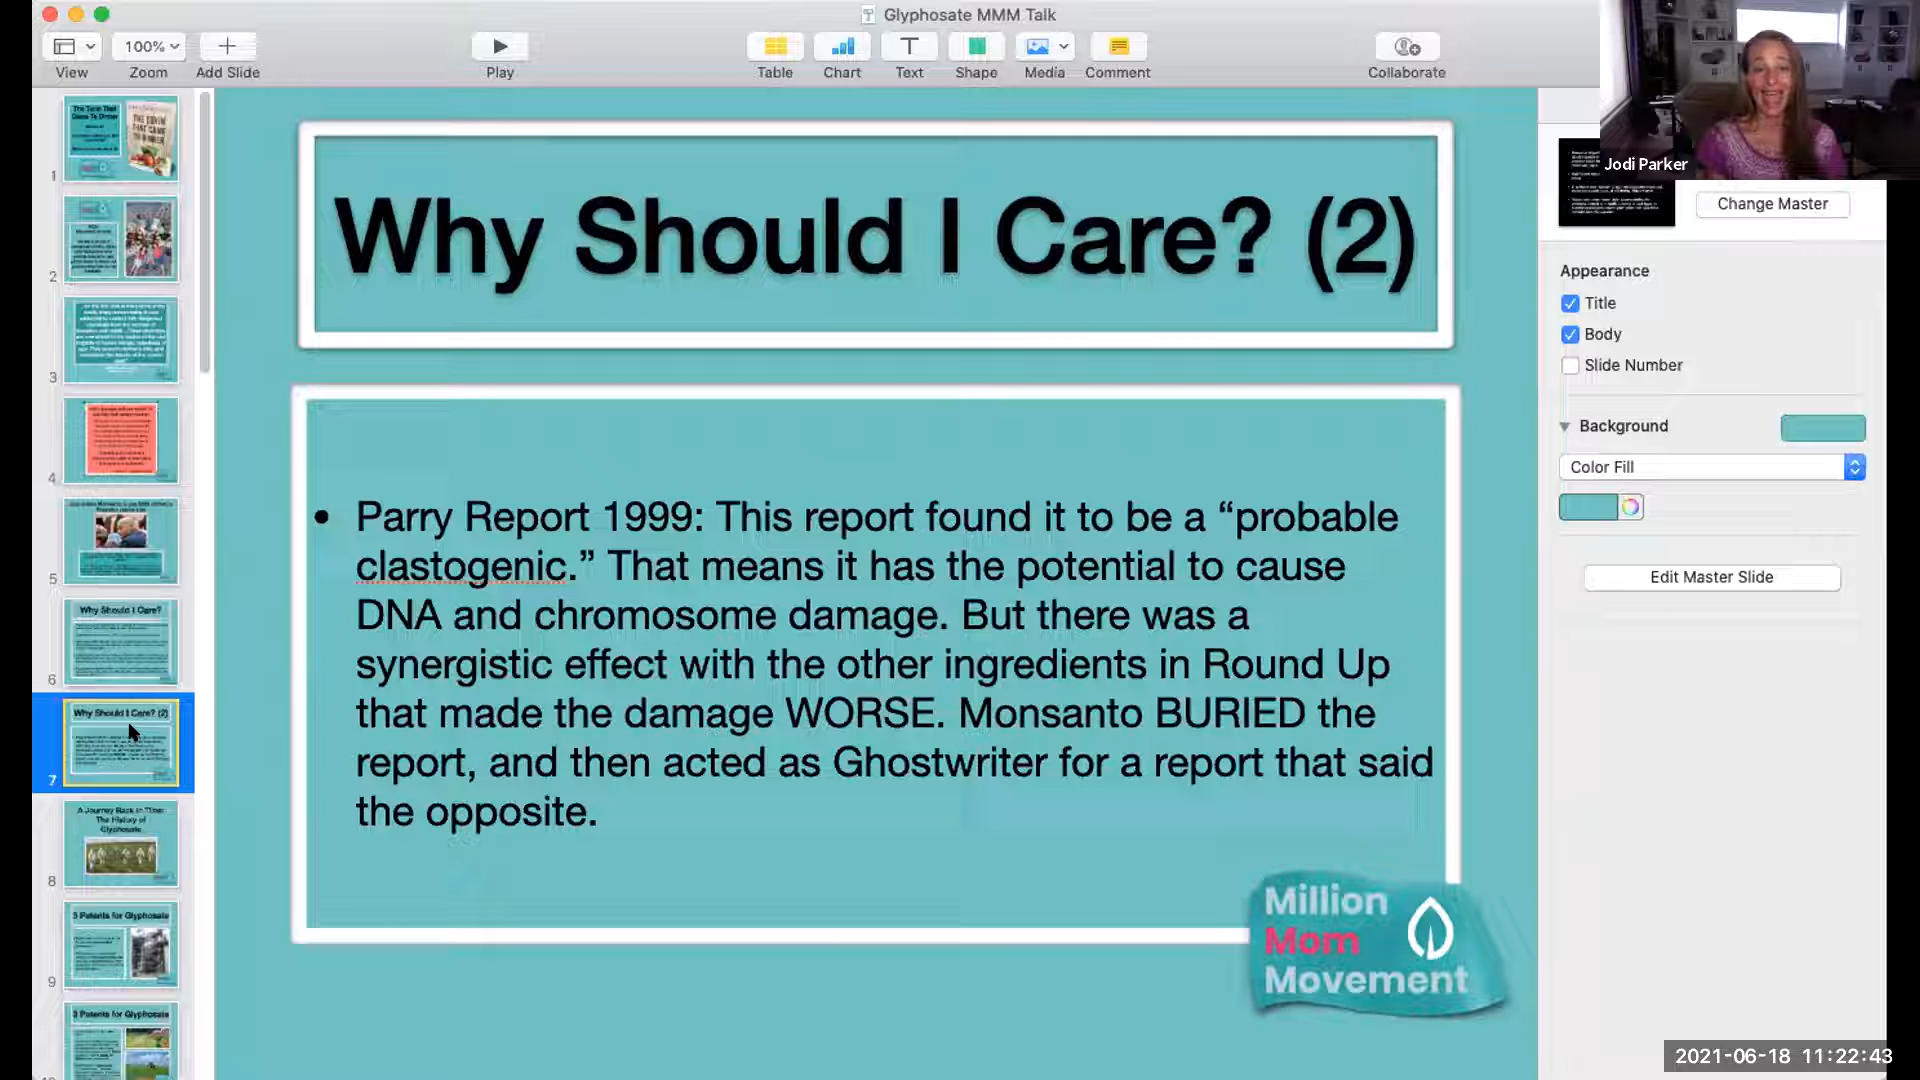 Glyphosate MMM Talk
100%
View
Zoom
Add Slide
Play
Table
Chart
Text
Shape
Media
Comment
Collaborate
Jodi Parker
The Toxin That
Came To Dinner
1
2
3
4
5
Why Should I Care?
6
Why Should I Care? (2)
7
A Journey Back in Time:
The History of
Glyphosate
8
3 Patents for Glyphosate
9
3 Patents for Glyphosate
Why Should I Care? (2)
• Parry Report 1999: This report found it to be a “probable
clastogenic.” That means it has the potential to cause
DNA and chromosome damage. But there was a
synergistic effect with the other ingredients in Round Up
that made the damage WORSE. Monsanto BURIED the
report, and then acted as Ghostwriter for a report that said
the opposite.
Million
Mom
Movement
Change Master
Appearance
Title
Body
Slide Number
Background
Color Fill
Edit Master Slide
2021-06-18 11:22:43